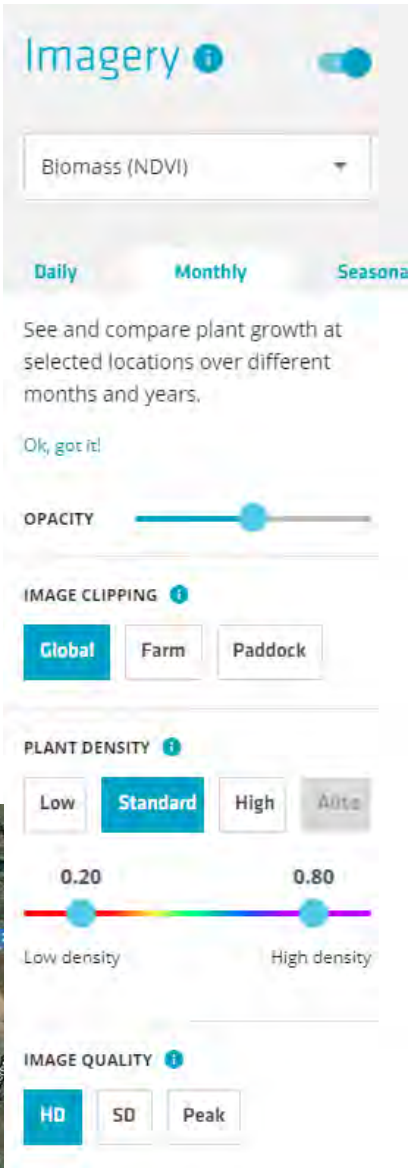 Imagery
Biomass (NDVI)
Daily Monthly Seasona
See and compare plant growth at
selected locations over different
months and years.
Ok, got it!
OPACITY
IMAGE CLIPPING
Global Farm Paddock
PLANT DENSITY
Low Standard High Auto
0.20 0.80
Low density High density
IMAGE QUALITY
HD SD Peak